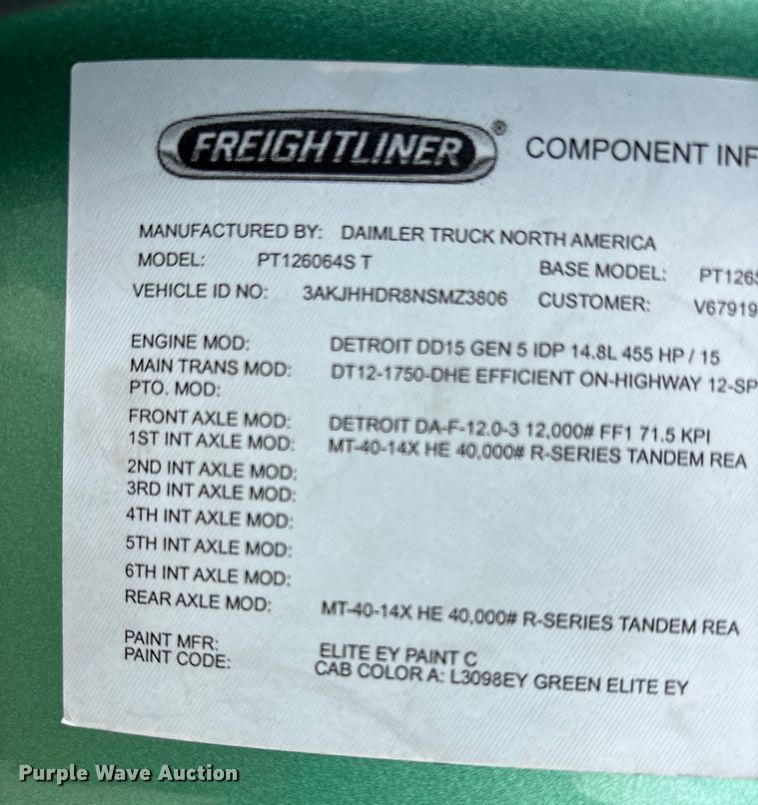 FREIGHTLINER ® COMPONENT INF
MANUFACTURED BY: DAIMLER TRUCK NORTH AMERICA
MODEL: PT126064S T BASE MODEL: PT126S
VEHICLE ID NO: 3AKJHHDR8NSMZ3806 CUSTOMER: V67919
ENGINE MOD: DETROIT DD15 GEN 5 IDP 14.8L 455 HP / 15
MAIN TRANS MOD: DT12-1750-DHE EFFICIENT ON-HIGHWAY 12-SP
PTO. MOD:
FRONT AXLE MOD: DETROIT DA-F-12.0-3 12,000# FF1 71.5 KPI
1ST INT AXLE MOD: MT-40-14X HE 40,000# R-SERIES TANDEM REA
2ND INT AXLE MOD:
3RD INT AXLE MOD:
4TH INT AXLE MOD:
5TH INT AXLE MOD:
6TH INT AXLE MOD:
REAR AXLE MOD: MT-40-14X HE 40,000# R-SERIES TANDEM REA
PAINT MFR: ELITE EY PAINT C
PAINT CODE: CAB COLOR A: L3098EY GREEN ELITE EY
Purple Wave Auction